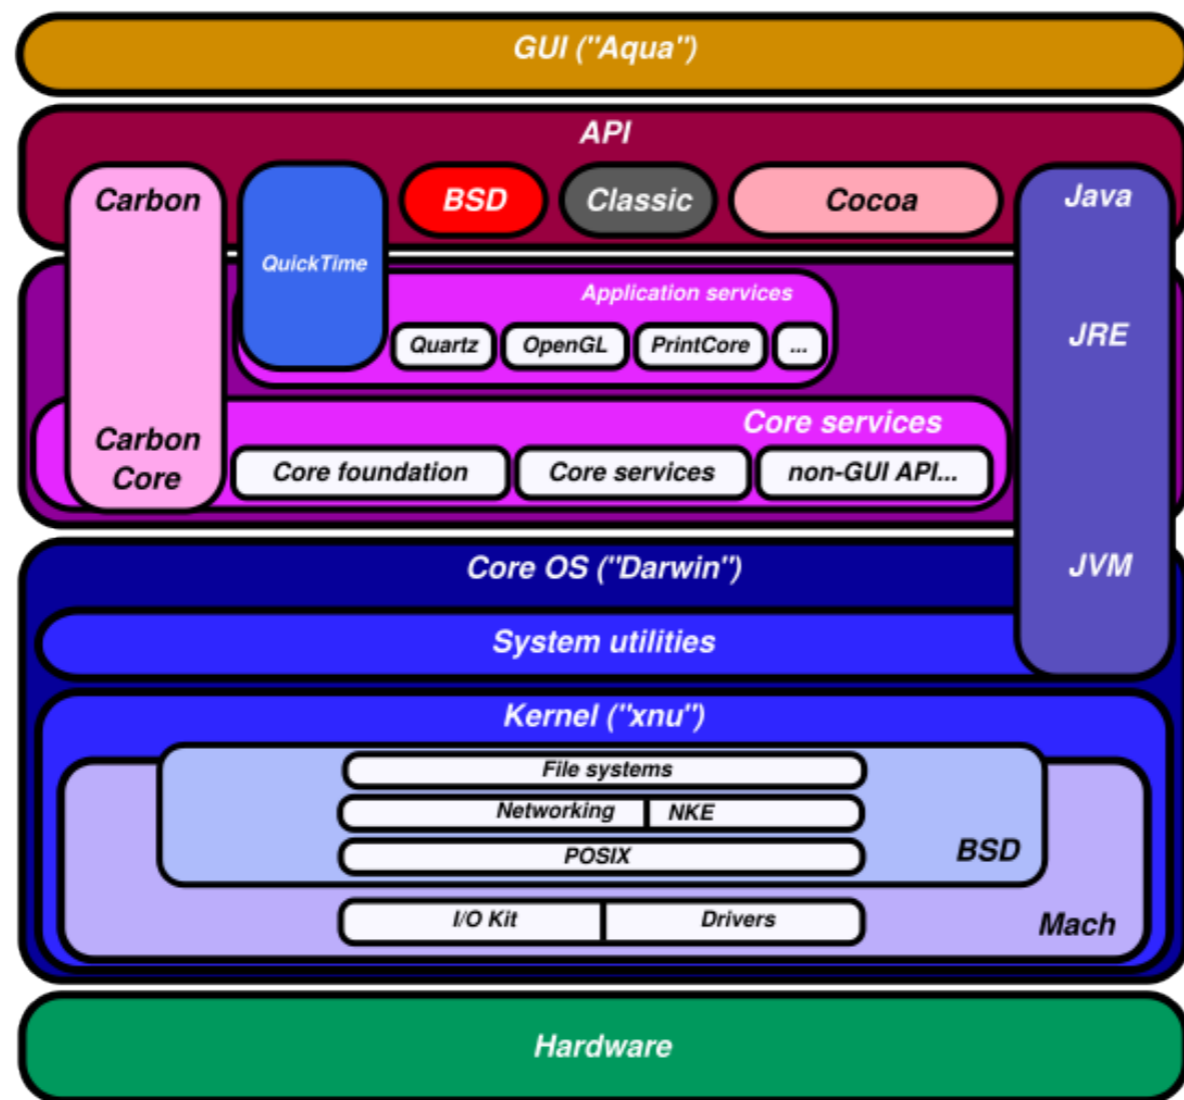 GUI ("Aqua")
API
Carbon
QuickTime
BSD
Classic
Cocoa
Java
Application services
Quartz
OpenGL
PrintCore
...
JRE
Core services
Carbon
Core
Core foundation
Core services
non-GUI API...
Core OS ("Darwin")
JVM
System utilities
Kernel ("xnu")
File systems
Networking
NKE
POSIX
BSD
I/O Kit
Drivers
Mach
Hardware